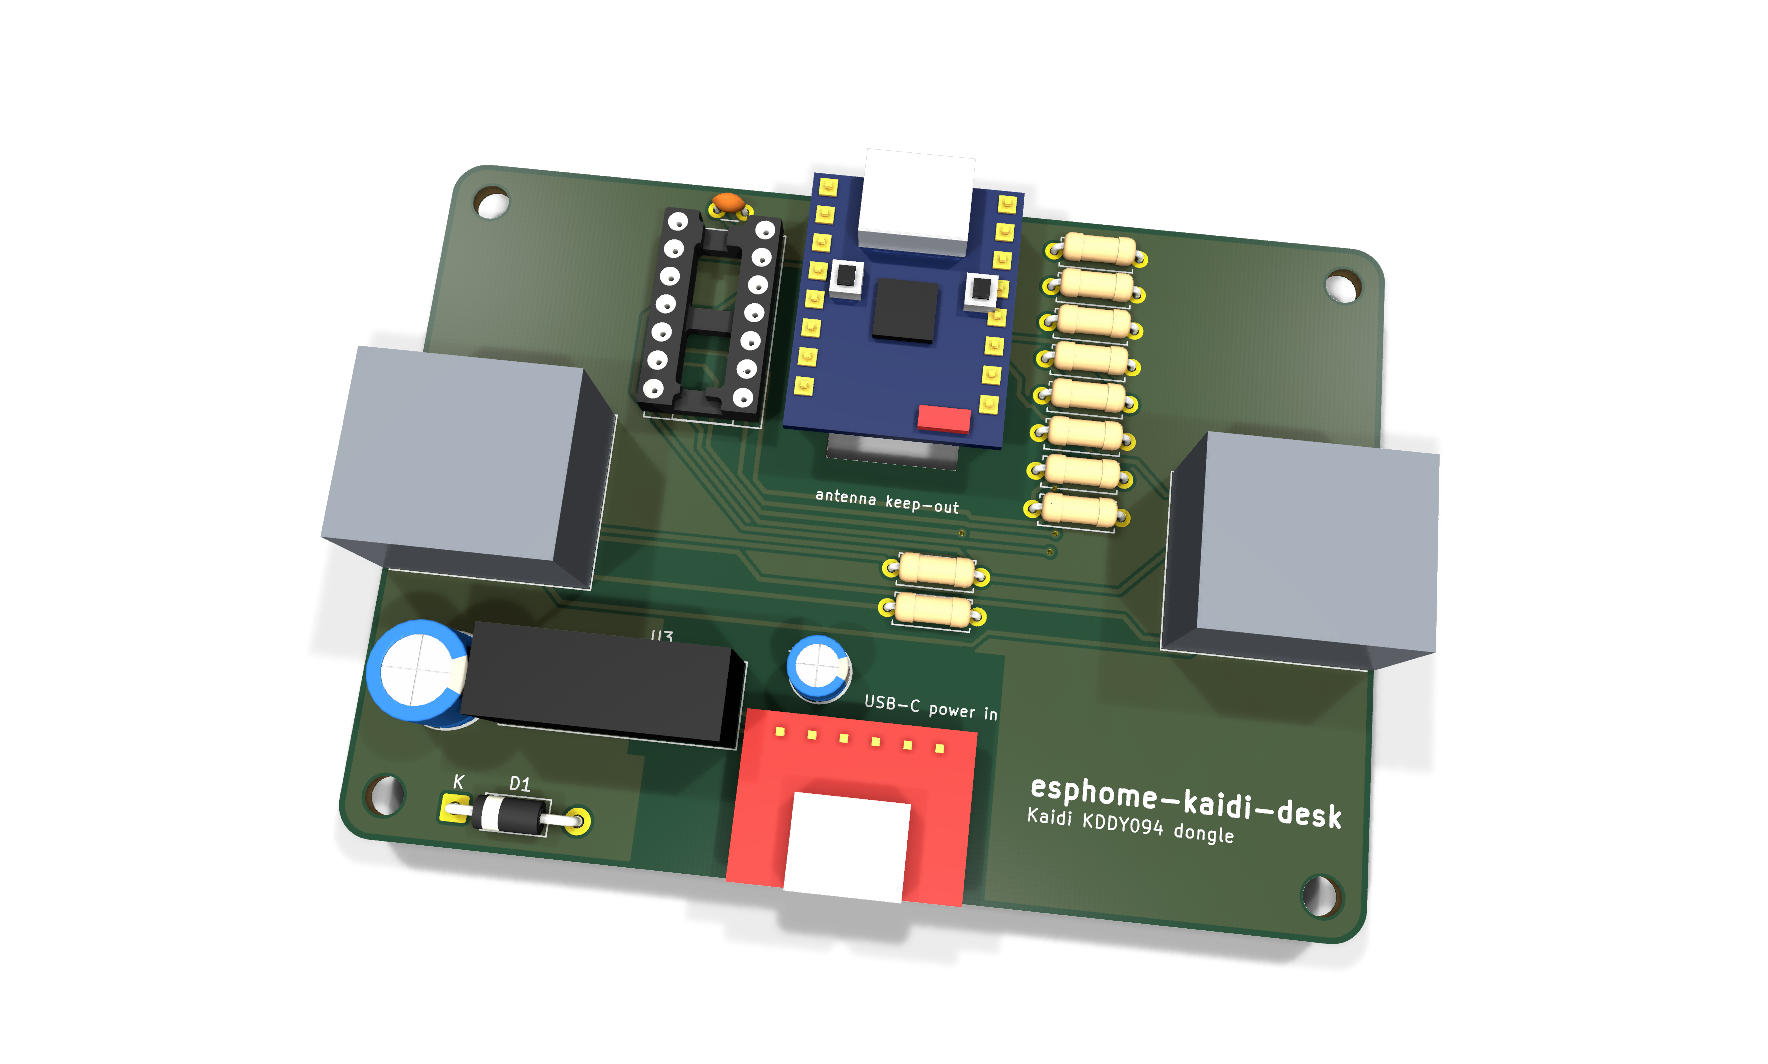 antenna keep-out
U3
USB-C power in
K
D1
esphome-kaidi-desk
Kaidi KDDY094 dongle